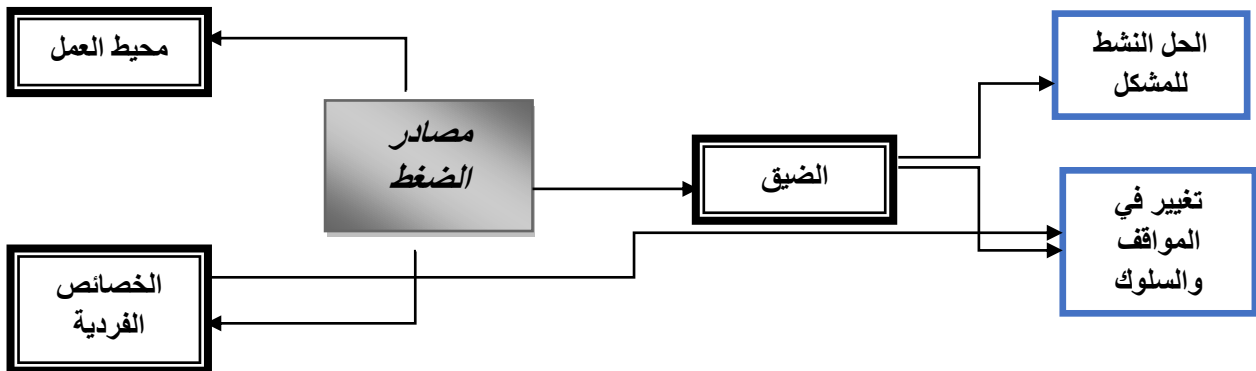 محيط العمل
مصادر
الضغط
الضيق
الحل النشط
للمشكل
تغيير في
المواقف
والسلوك
الخصائص
الفردية